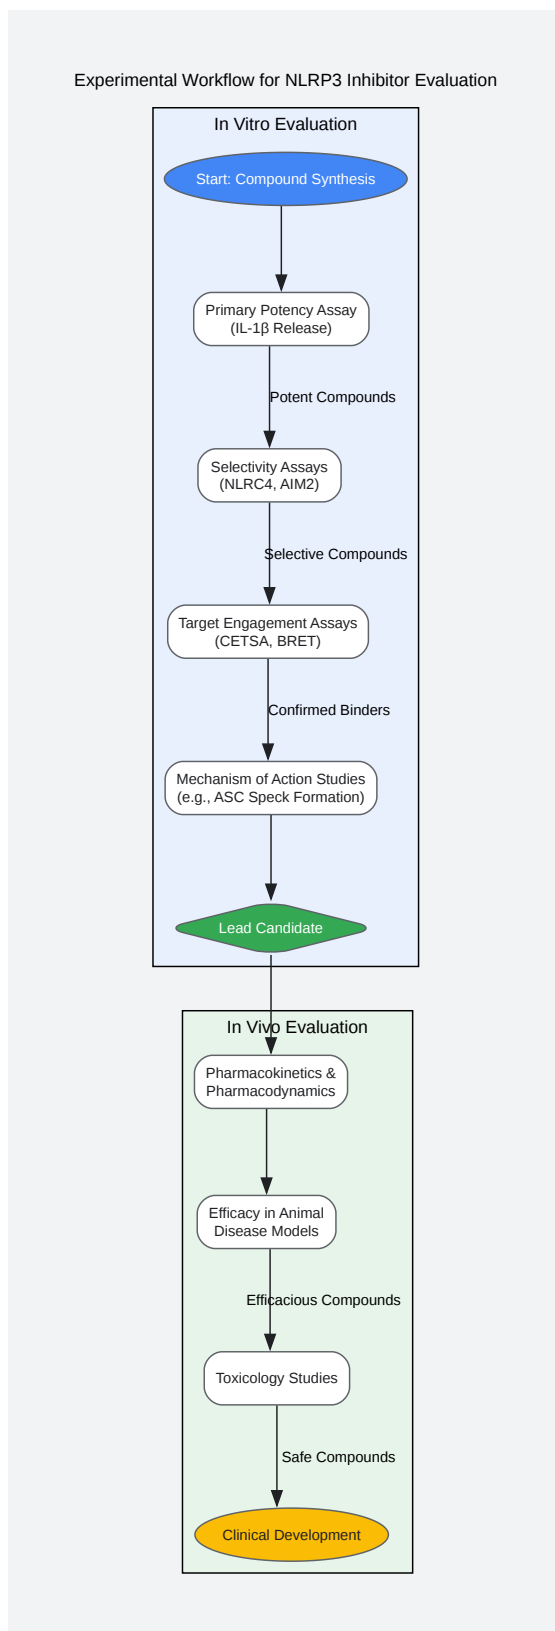 Experimental Workflow for NLRP3 Inhibitor Evaluation
In Vitro Evaluation
Start: Compound Synthesis
Primary Potency Assay
(IL-1β Release)
Potent Compounds
Selectivity Assays
(NLRC4, AIM2)
Selective Compounds
Target Engagement Assays
(CETSA, BRET)
Confirmed Binders
Mechanism of Action Studies
(e.g., ASC Speck Formation)
Lead Candidate
In Vivo Evaluation
Pharmacokinetics &
Pharmacodynamics
Efficacy in Animal
Disease Models
Efficacious Compounds
Toxicology Studies
Safe Compounds
Clinical Development